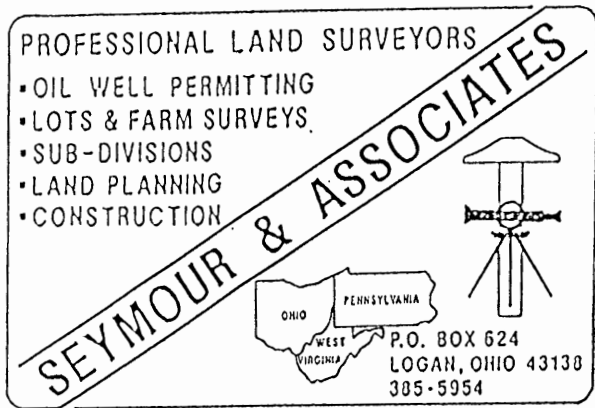 PROFESSIONAL LAND SURVEYORS
▪OIL WELL PERMITTING
▪LOTS & FARM SURVEYS
▪SUB-DIVISIONS
▪LAND PLANNING
▪CONSTRUCTION
SEYMOUR & ASSOCIATES
OHIO
PENNSYLVANIA
WEST
VIRGINIA
P.O. BOX 624
LOGAN, OHIO 43138
385-5954